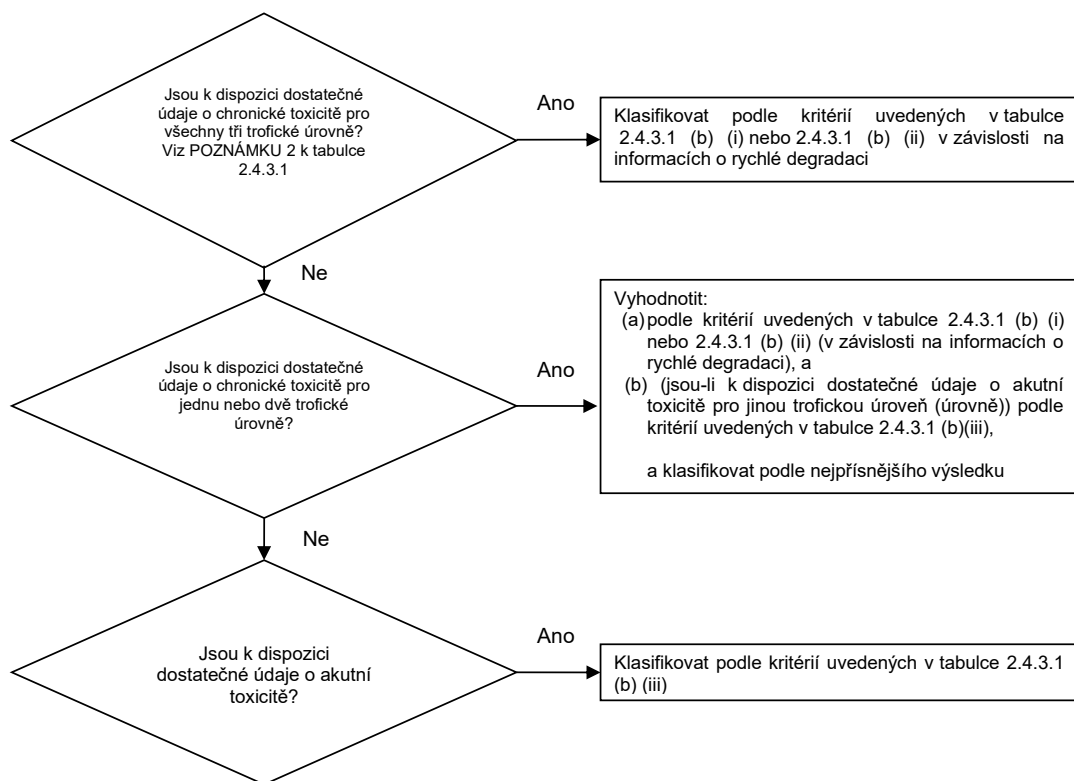 Jsou k dispozici dostatečné
údaje o chronické toxicitě pro
všechny tři trofické úrovně?
Viz POZNÁMKU 2 k tabulce
2.4.3.1
Ano
Klasifikovat podle kritérií uvedených v tabulce
2.4.3.1 (b) (i) nebo 2.4.3.1 (b) (ii) v závislosti na
informacích o rychlé degradaci
Ne
Jsou k dispozici dostatečné
údaje o chronické toxicitě pro
jednu nebo dvě trofické
úrovně?
Ano
Vyhodnotit:
(a) podle kritérií uvedených v tabulce 2.4.3.1 (b) (i)
nebo 2.4.3.1 (b) (ii) (v závislosti na informacích o
rychlé degradaci), a
(b) (jsou-li k dispozici dostatečné údaje o akutní
toxicitě pro jinou trofickou úroveň (úrovně)) podle
kritérií uvedených v tabulce 2.4.3.1 (b)(iii),
a klasifikovat podle nejpřísnějšího výsledku
Ne
Jsou k dispozici
dostatečné údaje o akutní
toxicitě?
Ano
Klasifikovat podle kritérií uvedených v tabulce 2.4.3.1
(b) (iii)